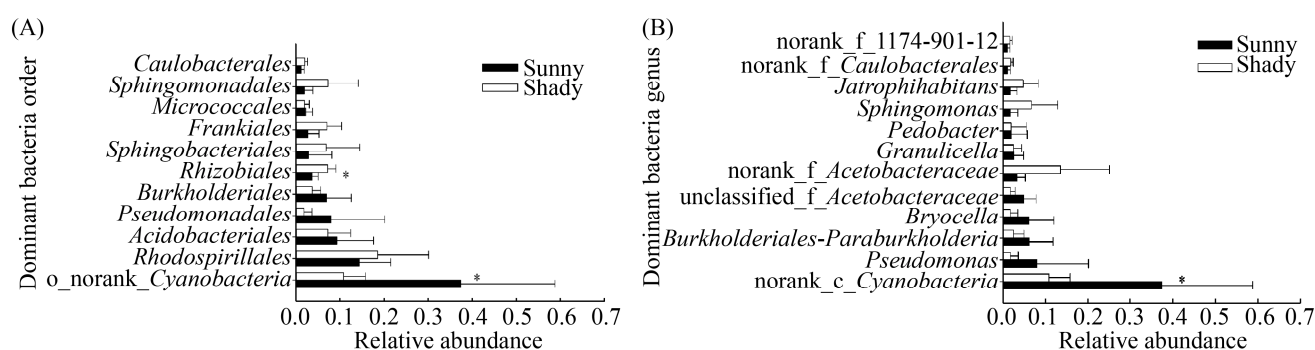 (A)
Dominant bacteria order
Caulobacterales
Sphingomonadales
Micrococcales
Frankiales
Sphingobacteriales
Rhizobiales
Burkholderiales
Pseudomonadales
Acidobacteriales
Rhodospirillales
o_norank_Cyanobacteria
*
*
Sunny
Shady
0.0 0.1 0.2 0.3 0.4 0.5 0.6 0.7
Relative abundance
(B)
Dominant bacteria genus
norank_f_1174-901-12
norank_f_Caulobacterales
Jatrophihabitans
Sphingomonas
Pedobacter
Granulicella
norank_f_Acetobacteraceae
unclassified_f_Acetobacteraceae
Bryocella
Burkholderiales-Paraburkholderia
Pseudomonas
norank_c_Cyanobacteria
*
Sunny
Shady
0.0 0.1 0.2 0.3 0.4 0.5 0.6 0.7
Relative abundance